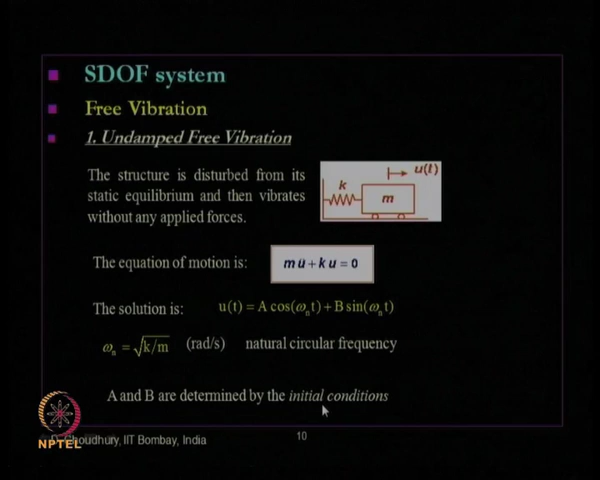 SDOF system
Free Vibration
1. Undamped Free Vibration
The structure is disturbed from its
static equilibrium and then vibrates
without any applied forces.
u(t)
k
m
The equation of motion is: mü + ku = 0
The solution is: u(t) = A cos(ωₙt) + B sin(ωₙt)
ωₙ = √k/m (rad/s) natural circular frequency
A and B are determined by the initial conditions
Choudhury, IIT Bombay, India
10
NPTEL